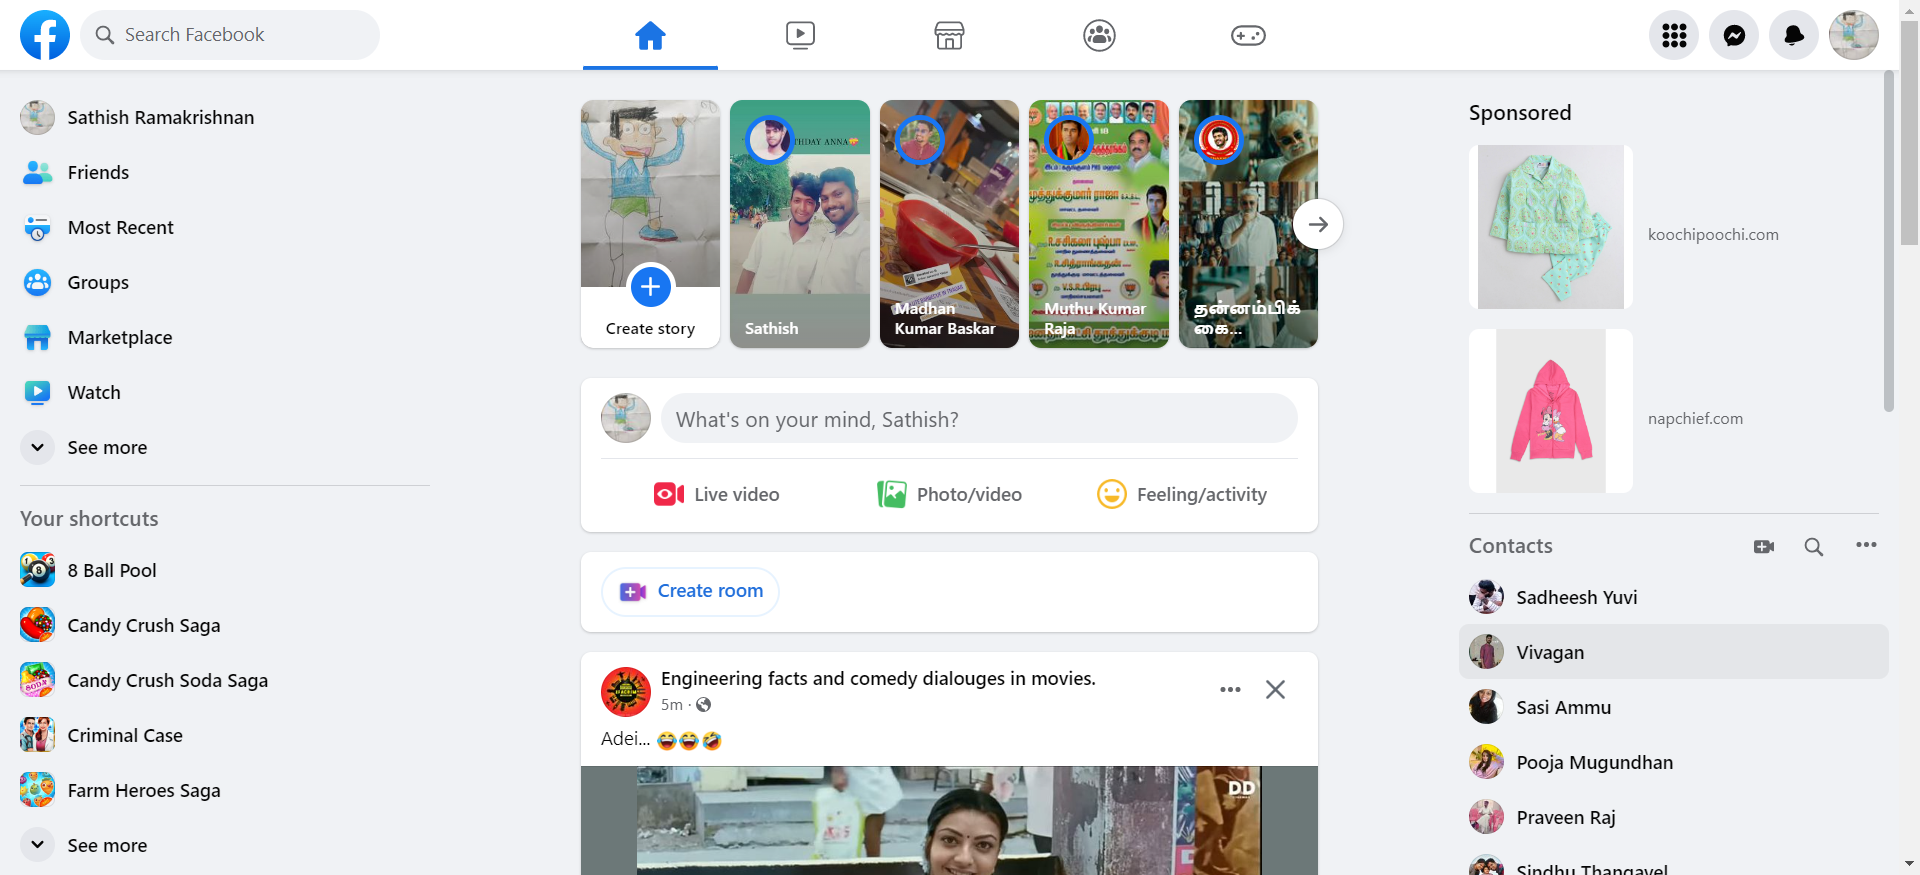 Search Facebook
Sathish Ramakrishnan
Friends
Most Recent
Groups
Marketplace
Watch
See more
Your shortcuts
8 Ball Pool
Candy Crush Saga
Candy Crush Soda Saga
Criminal Case
Farm Heroes Saga
See more
Create story
THDAY ANNA
Sathish
Madhan
Kumar Baskar
Muthu Kumar
Raja
தன்னம்பிக்
கை...
What's on your mind, Sathish?
Live video
Photo/video
Feeling/activity
Create room
Engineering facts and comedy dialouges in movies.
5m ·
Adei... 😂😂🤣
DD
Sponsored
koochipoochi.com
napchief.com
Contacts
Sadheesh Yuvi
Vivagan
Sasi Ammu
Pooja Mugundhan
Praveen Raj
Sindhu Thangavel